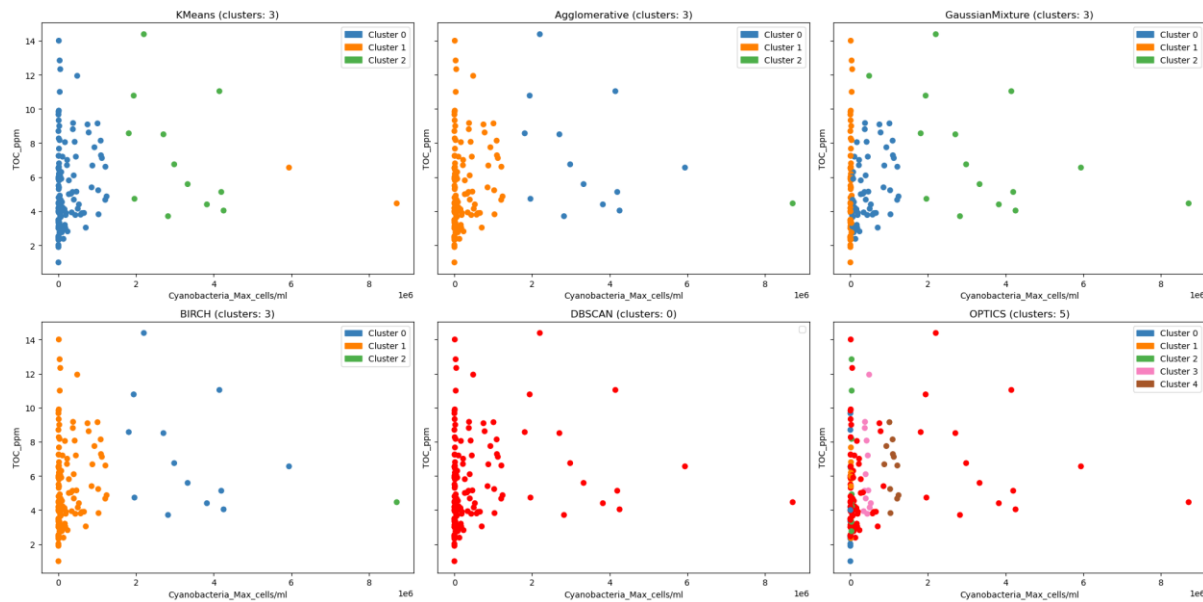 KMeans (clusters: 3)
TOC_ppm
14
12
10
8
6
4
2
Cluster 0
Cluster 1
Cluster 2
0 2 4 6 8
1e6
Cyanobacteria_Max_cells/ml
Agglomerative (clusters: 3)
TOC_ppm
Cluster 0
Cluster 1
Cluster 2
0 2 4 6 8
1e6
Cyanobacteria_Max_cells/ml
GaussianMixture (clusters: 3)
TOC_ppm
Cluster 0
Cluster 1
Cluster 2
0 2 4 6 8
1e6
Cyanobacteria_Max_cells/ml
BIRCH (clusters: 3)
TOC_ppm
14
12
10
8
6
4
2
Cluster 0
Cluster 1
Cluster 2
0 2 4 6 8
1e6
Cyanobacteria_Max_cells/ml
DBSCAN (clusters: 0)
TOC_ppm
0 2 4 6 8
1e6
Cyanobacteria_Max_cells/ml
OPTICS (clusters: 5)
TOC_ppm
Cluster 0
Cluster 1
Cluster 2
Cluster 3
Cluster 4
0 2 4 6 8
1e6
Cyanobacteria_Max_cells/ml